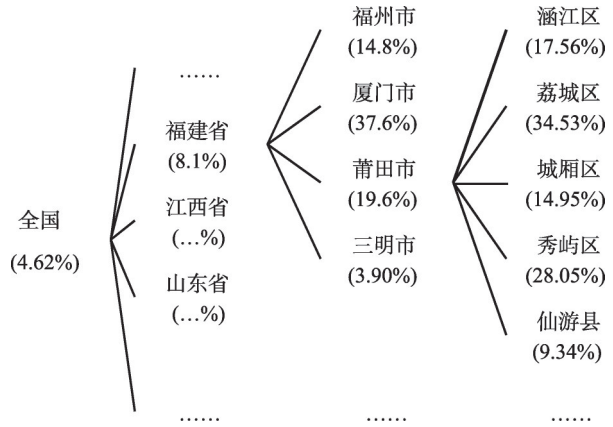 全国
(4.62%)
……
福建省
(8.1%)
江西省
(…%)
山东省
(…%)
……
福州市
(14.8%)
厦门市
(37.6%)
莆田市
(19.6%)
三明市
(3.90%)
……
涵江区
(17.56%)
荔城区
(34.53%)
城厢区
(14.95%)
秀屿区
(28.05%)
仙游县
(9.34%)
……